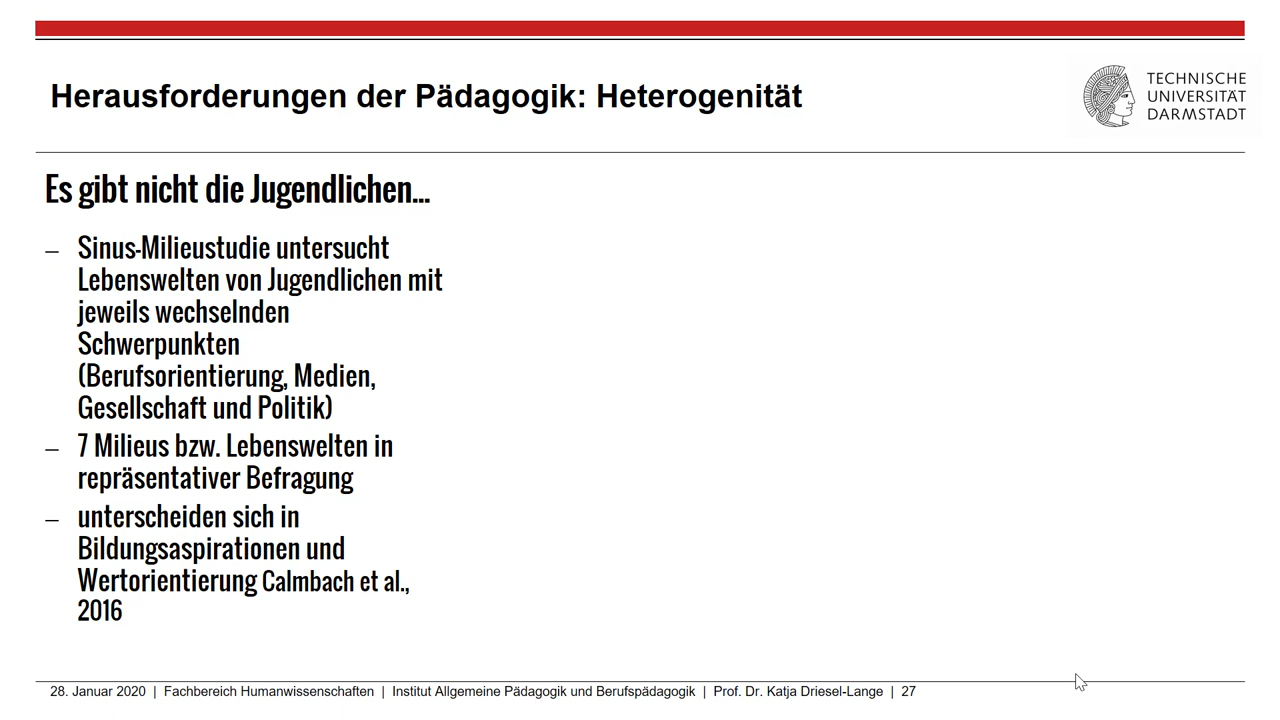 Herausforderungen der Pädagogik: Heterogenität
TECHNISCHE
UNIVERSITÄT
DARMSTADT
Es gibt nicht die Jugendlichen...
– Sinus-Milieustudie untersucht
Lebenswelten von Jugendlichen mit
jeweils wechselnden
Schwerpunkten
(Berufsorientierung, Medien,
Gesellschaft und Politik)
– 7 Milieus bzw. Lebenswelten in
repräsentativer Befragung
– unterscheiden sich in
Bildungsaspirationen und
Wertorientierung Calmbach et al.,
2016
28. Januar 2020 | Fachbereich Humanwissenschaften | Institut Allgemeine Pädagogik und Berufspädagogik | Prof. Dr. Katja Driesel-Lange | 27